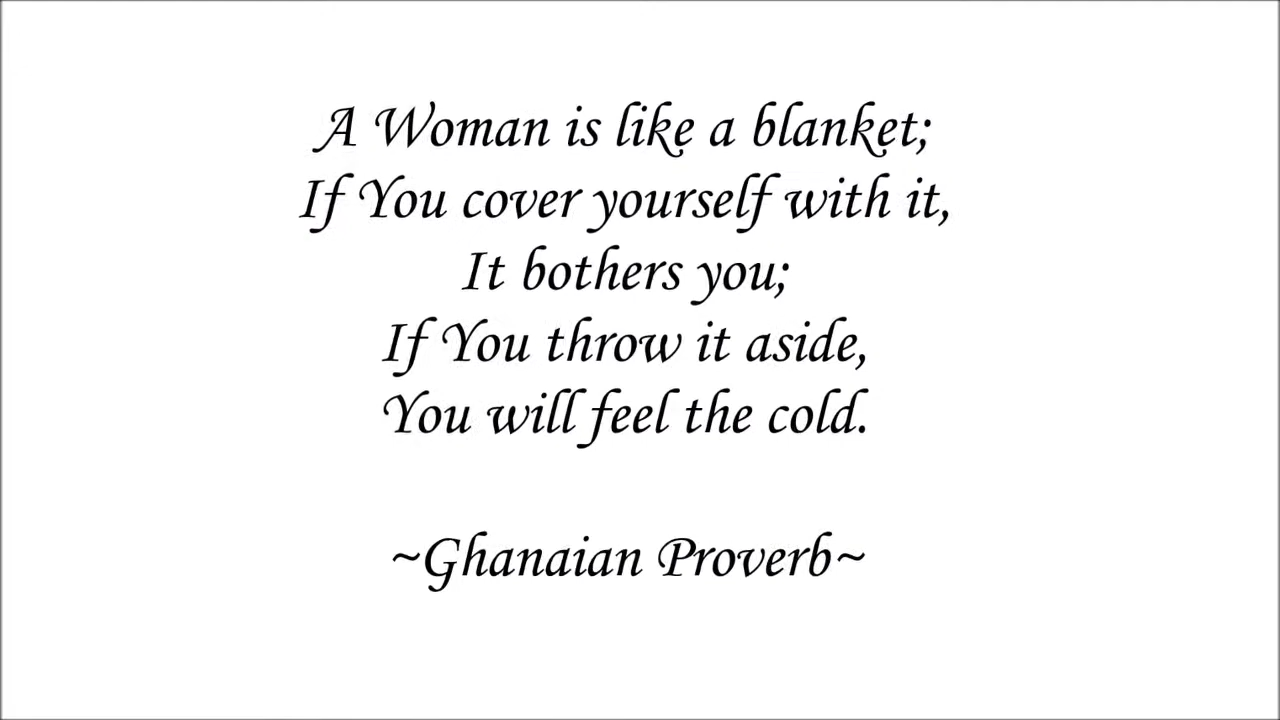 A Woman is like a blanket;
If You cover yourself with it,
It bothers you;
If You throw it aside,
You will feel the cold.
~Ghanaian Proverb~